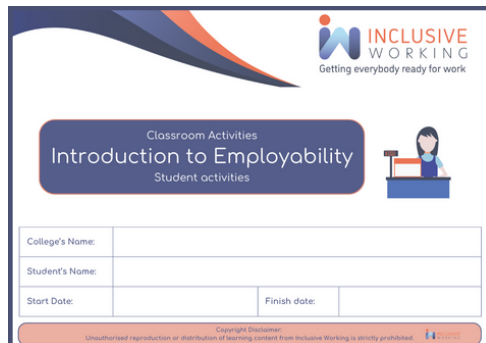 INCLUSIVE
WORKING
Getting everybody ready for work
Classroom Activities
Introduction to Employability
Student activities
College's Name:
Student's Name:
Start Date:
Finish date:
Copyright Disclaimer:
Unauthorised reproduction or distribution of learning content from Inclusive Working is strictly prohibited.